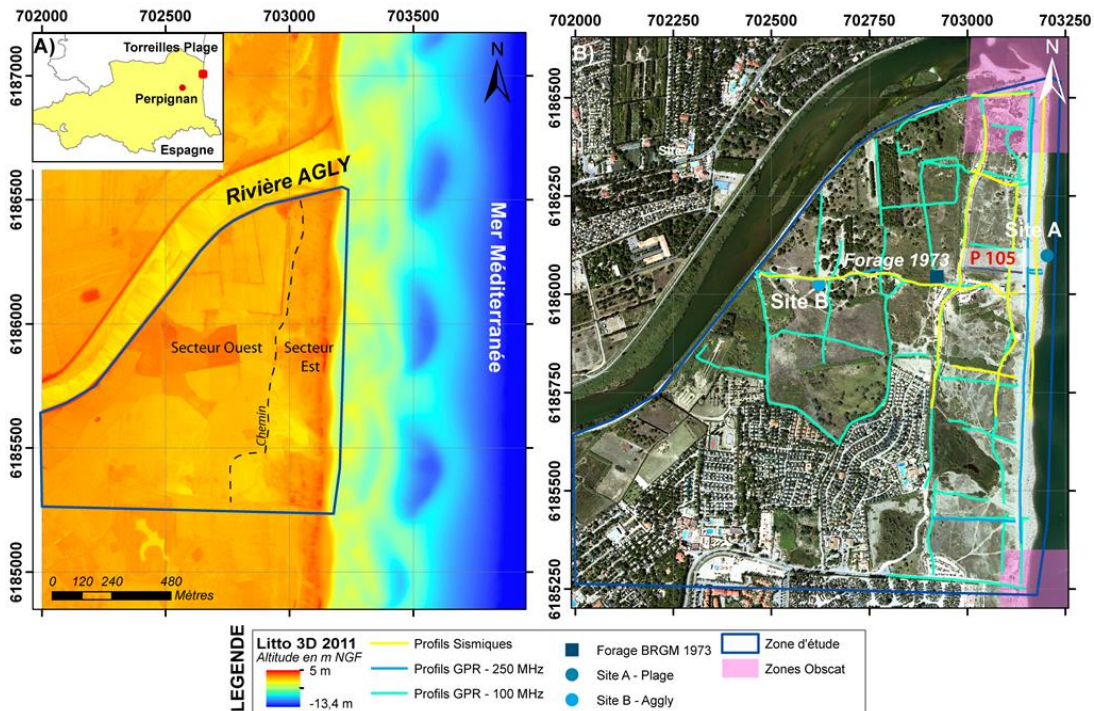 702000 702500 703000 703500
A)
Torreilles Plage
Perpignan
Espagne
N
6187000
6186500
6186000
6185500
6185000
Rivière AGLY
Mer Méditerranée
Secteur Ouest
Secteur Est
Chemin
0 120 240 480
Mètres
702000 702250 702500 702750 703000 703250
B)
N
6186500
6186250
6186000
6185750
6185500
6185250
Site A
Forage 1973
P 105
Site B
LEGENDE
Litto 3D 2011
Altitude en m NGF
5 m
-13,4 m
Profils Sismiques
Profils GPR - 250 MHz
Profils GPR - 100 MHz
Forage BRGM 1973
Site A - Plage
Site B - Aggly
Zone d'étude
Zones Obscat